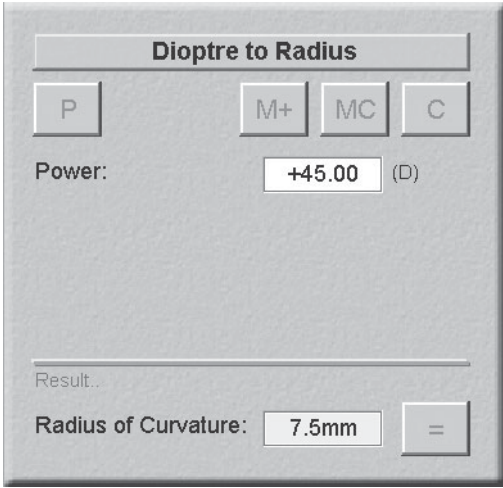 Dioptre to Radius
P M+ MC C
Power: +45.00 (D)
Result..
Radius of Curvature: 7.5mm =